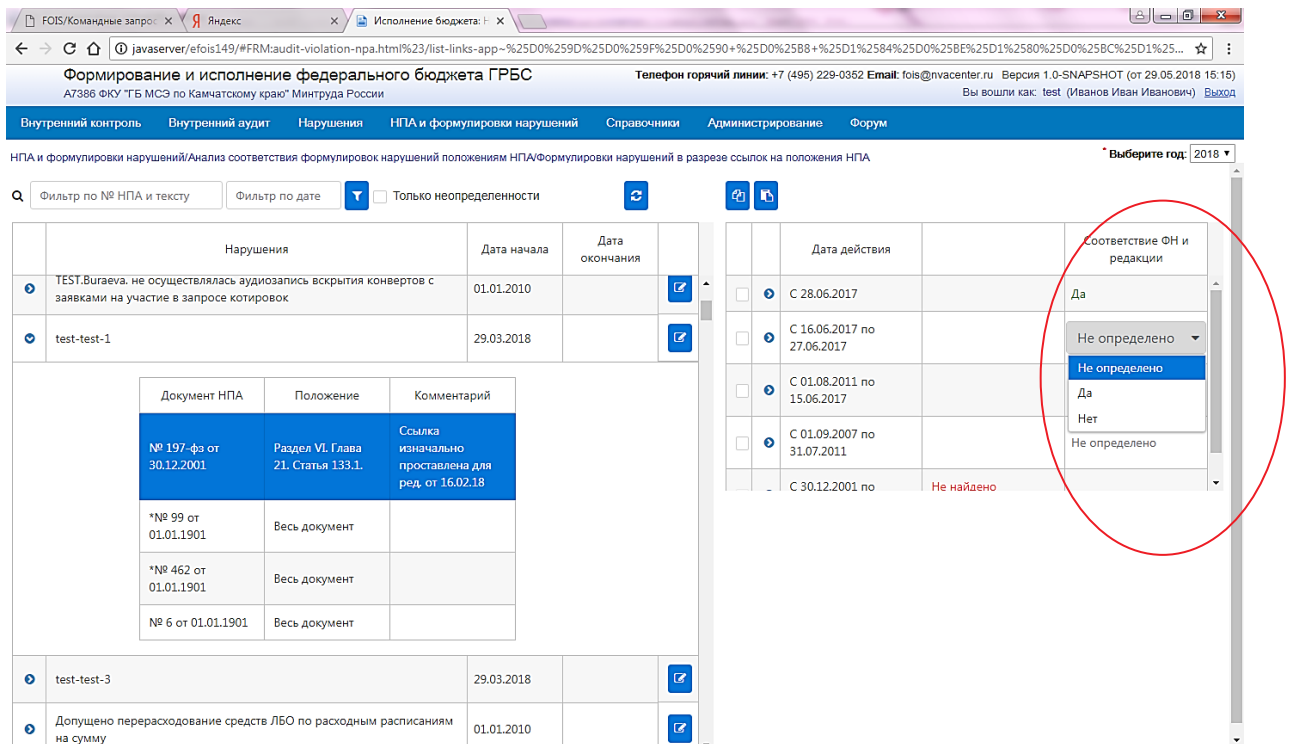 FOIS/Командные запрос
Яндекс
Исполнение бюджета: Н
javaserver/efois149/#FRM:audit-violation-npa.html%23/list-links-app~%25D0%259D%25D0%259F%25D0%2590+%25D0%25B8+%25D1%2584%25D0%25BE%25D1%2580%25D0%25BC%25D1%25...
Формирование и исполнение федерального бюджета ГРБС
Телефон горячий линии: +7 (495) 229-0352 Email: fois@nvacenter.ru Версия 1.0-SNAPSHOT (от 29.05.2018 15:15)
А7386 ФКУ "ГБ МСЭ по Камчатскому краю" Минтруда России
Вы вошли как: test (Иванов Иван Иванович) Выход
Внутренний контроль Внутренний аудит Нарушения НПА и формулировки нарушений Справочники Администрирование Форум
НПА и формулировки нарушений/Анализ соответствия формулировок нарушений положениям НПА/Формулировки нарушений в разрезе ссылок на положения НПА
* Выберите год: 2018
Фильтр по № НПА и тексту
Фильтр по дате
Только неопределенности
Нарушения
Дата начала
Дата
окончания
TEST.Buraeva. не осуществлялась аудиозапись вскрытия конвертов с
заявками на участие в запросе котировок
01.01.2010
test-test-1
29.03.2018
Документ НПА
Положение
Комментарий
№ 197-фз от
30.12.2001
Раздел VI. Глава
21. Статья 133.1.
Ссылка
изначально
проставлена для
ред. от 16.02.18
*№ 99 от
01.01.1901
Весь документ
*№ 462 от
01.01.1901
Весь документ
№ 6 от 01.01.1901
Весь документ
test-test-3
29.03.2018
Допущено перерасходование средств ЛБО по расходным расписаниям
на сумму
01.01.2010
Дата действия
Соответствие ФН и
редакции
С 28.06.2017
Да
С 16.06.2017 по
27.06.2017
Не определено
Не определено
Да
Нет
С 01.08.2011 по
15.06.2017
С 01.09.2007 по
31.07.2011
Не определено
С 30.12.2001 по
Не найдено